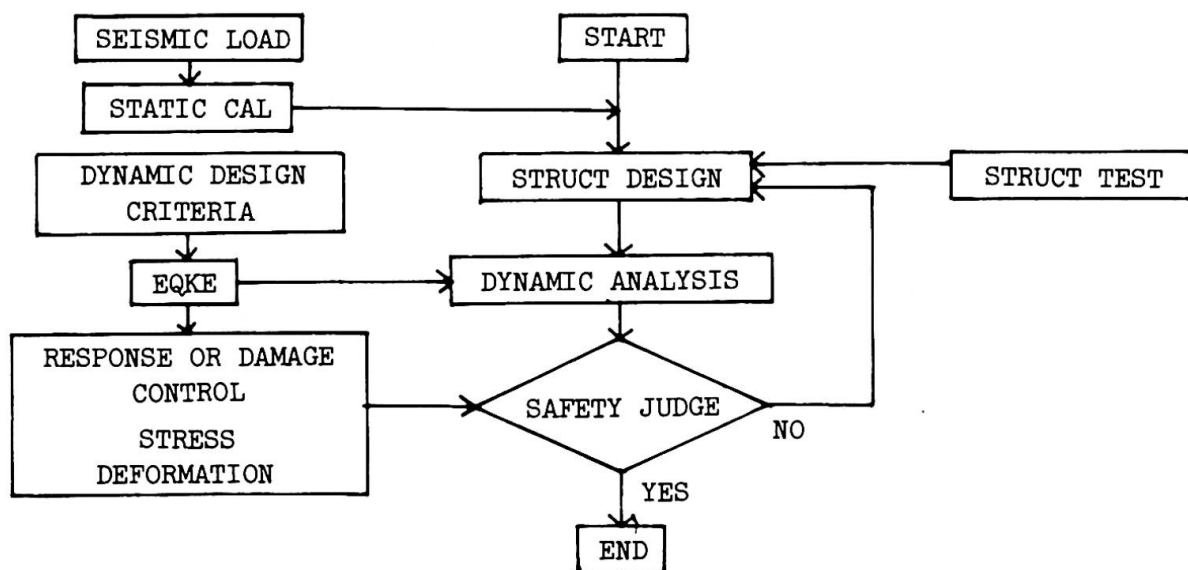 SEISMIC LOAD
START
STATIC CAL
DYNAMIC DESIGN
CRITERIA
STRUCT DESIGN
STRUCT TEST
EQKE
DYNAMIC ANALYSIS
RESPONSE OR DAMAGE
CONTROL
STRESS
DEFORMATION
SAFETY JUDGE
NO
YES
END